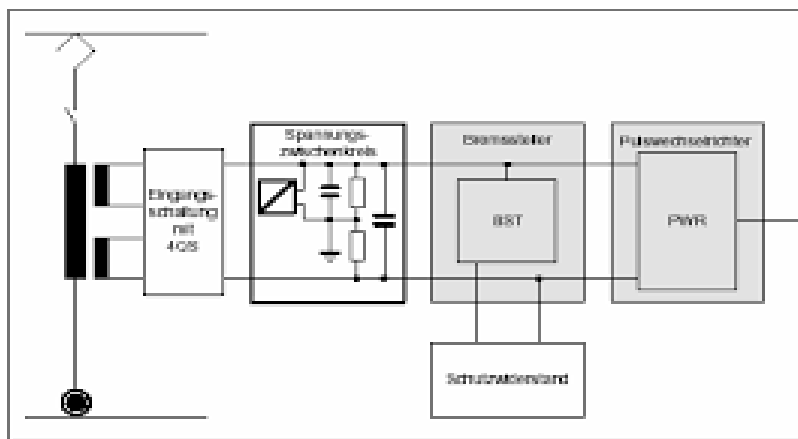 Spannungs-
zwischenkreis
Bremssteller
Pulswechselrichter
Eingangs-
schaltung
mit
4QS
BST
PWR
Schutzwiderstand